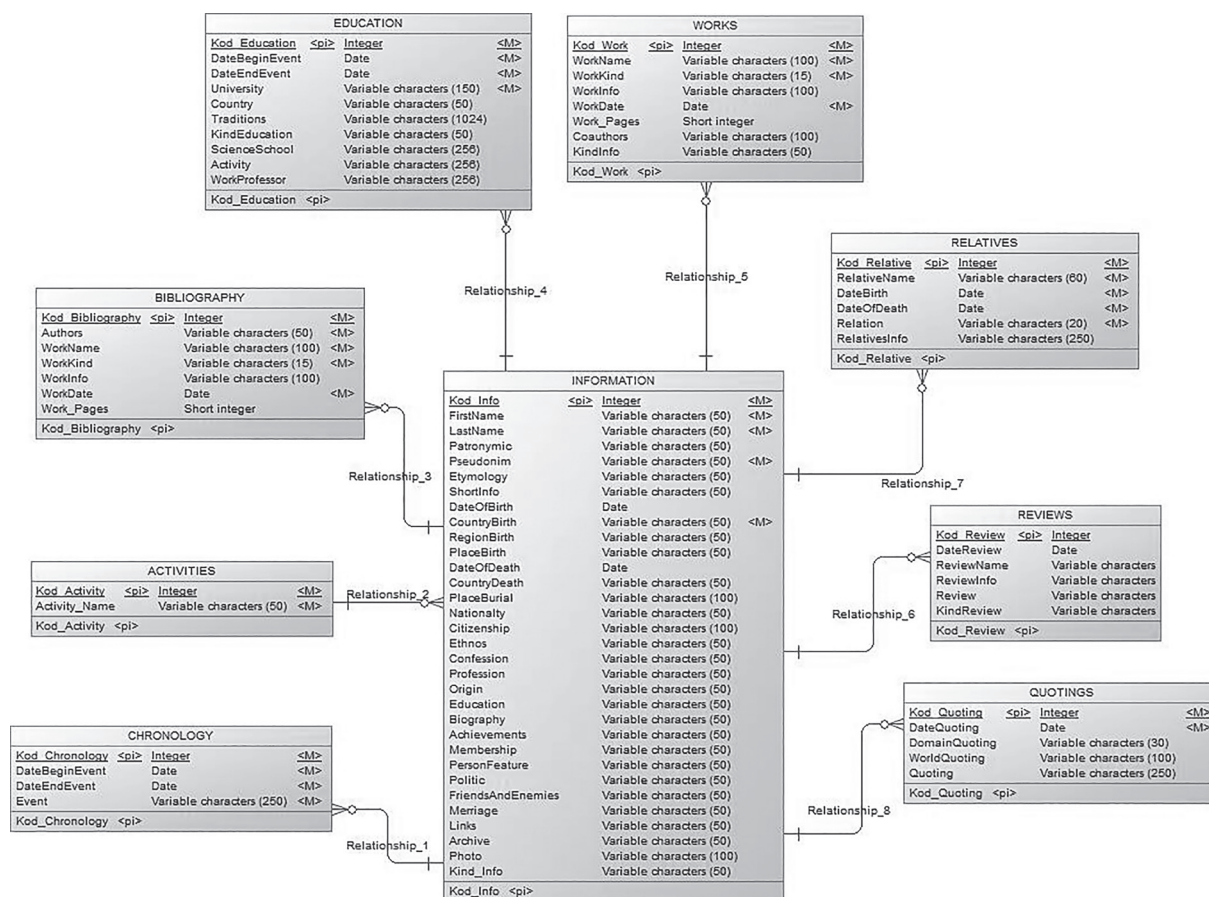 EDUCATION
Kod_Education <pi> Integer <M>
DateBeginEvent Date <M>
DateEndEvent Date <M>
University Variable characters (150) <M>
Country Variable characters (50)
Traditions Variable characters (1024)
KindEducation Variable characters (50)
ScienceSchool Variable characters (256)
Activity Variable characters (256)
WorkProfessor Variable characters (256)
Kod_Education <pi>
WORKS
Kod_Work <pi> Integer <M>
WorkName Variable characters (100) <M>
WorkKind Variable characters (15) <M>
WorkInfo Variable characters (100)
WorkDate Date <M>
Work_Pages Short integer
Coauthors Variable characters (100)
KindInfo Variable characters (50)
Kod_Work <pi>
RELATIVES
Kod_Relative <pi> Integer <M>
RelativeName Variable characters (60) <M>
DateBirth Date <M>
DateOfDeath Date <M>
Relation Variable characters (20) <M>
RelativesInfo Variable characters (250)
Kod_Relative <pi>
Relationship_4
Relationship_5
BIBLIOGRAPHY
Kod_Bibliography <pi> Integer <M>
Authors Variable characters (50) <M>
WorkName Variable characters (100) <M>
WorkKind Variable characters (15) <M>
WorkInfo Variable characters (100)
WorkDate Date <M>
Work_Pages Short integer
Kod_Bibliography <pi>
Relationship_3
INFORMATION
Kod_Info <pi> Integer <M>
FirstName Variable characters (50) <M>
LastName Variable characters (50) <M>
Patronymic Variable characters (50)
Pseudonim Variable characters (50) <M>
Etymology Variable characters (50)
ShortInfo Variable characters (50)
DateOfBirth Date
CountryBirth Variable characters (50) <M>
RegionBirth Variable characters (50)
PlaceBirth Variable characters (50)
DateOfDeath Date
CountryDeath Variable characters (50)
PlaceBurial Variable characters (100)
Nationalty Variable characters (50)
Citizenship Variable characters (100)
Ethnos Variable characters (50)
Confession Variable characters (50)
Profession Variable characters (50)
Origin Variable characters (50)
Education Variable characters (50)
Biography Variable characters (50)
Achievements Variable characters (50)
Membership Variable characters (50)
PersonFeature Variable characters (50)
Politic Variable characters (50)
FriendsAndEnemies Variable characters (50)
Merriage Variable characters (50)
Links Variable characters (50)
Archive Variable characters (50)
Photo Variable characters (100)
Kind_Info Variable characters (50)
Kod_Info <pi>
Relationship_7
REVIEWS
Kod_Review <pi> Integer
DateReview Date
ReviewName Variable characters
ReviewInfo Variable characters
Review Variable characters
KindReview Variable characters
Kod_Review <pi>
Relationship_6
ACTIVITIES
Kod_Activity <pi> Integer <M>
Activity_Name Variable characters (50) <M>
Kod_Activity <pi>
Relationship_2
QUOTINGS
Kod_Quoting <pi> Integer <M>
DateQuoting Date <M>
DomainQuoting Variable characters (30)
WorldQuoting Variable characters (100)
Quoting Variable characters (250)
Kod_Quoting <pi>
Relationship_8
CHRONOLOGY
Kod_Chronology <pi> Integer <M>
DateBeginEvent Date <M>
DateEndEvent Date <M>
Event Variable characters (250) <M>
Kod_Chronology <pi>
Relationship_1